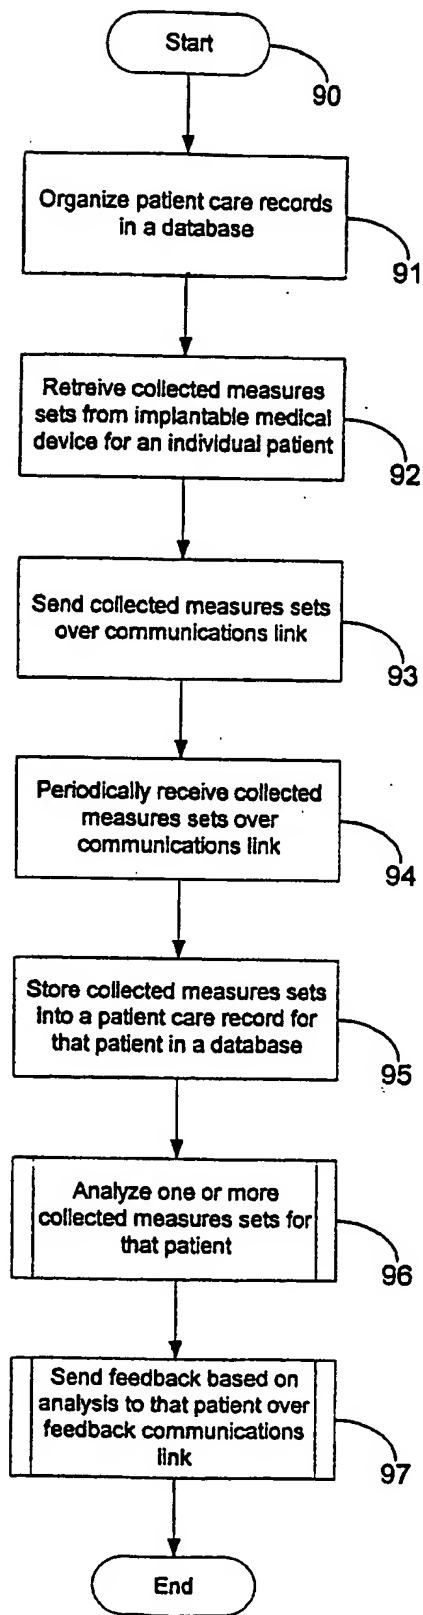 Start
90
Organize patient care records
in a database
91
Retreive collected measures
sets from implantable medical
device for an individual patient
92
Send collected measures sets
over communications link
93
Periodically receive collected
measures sets over
communications link
94
Store collected measures sets
into a patient care record for
that patient in a database
95
Analyze one or more
collected measures sets for
that patient
96
Send feedback based on
analysis to that patient over
feedback communications
link
97
End